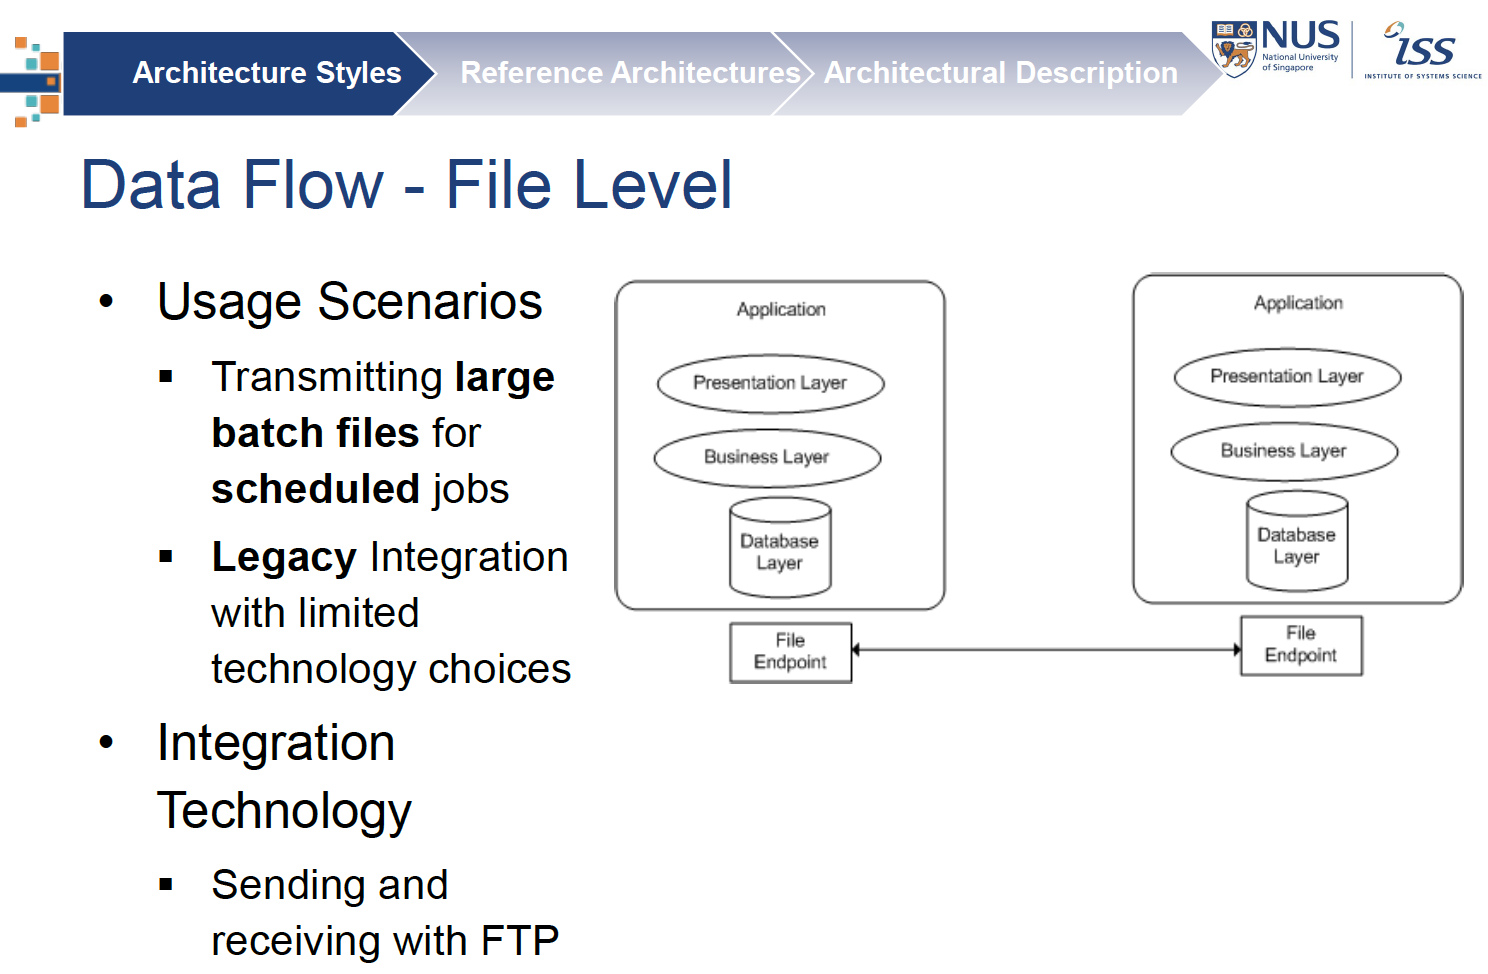 Architecture Styles
Reference Architectures
Architectural Description
NUS
National University
of Singapore
iss
INSTITUTE OF SYSTEMS SCIENCE
Data Flow - File Level
• Usage Scenarios
▪ Transmitting large
batch files for
scheduled jobs
▪ Legacy Integration
with limited
technology choices
• Integration
Technology
▪ Sending and
receiving with FTP
Application
Presentation Layer
Business Layer
Database
Layer
File
Endpoint
Application
Presentation Layer
Business Layer
Database
Layer
File
Endpoint